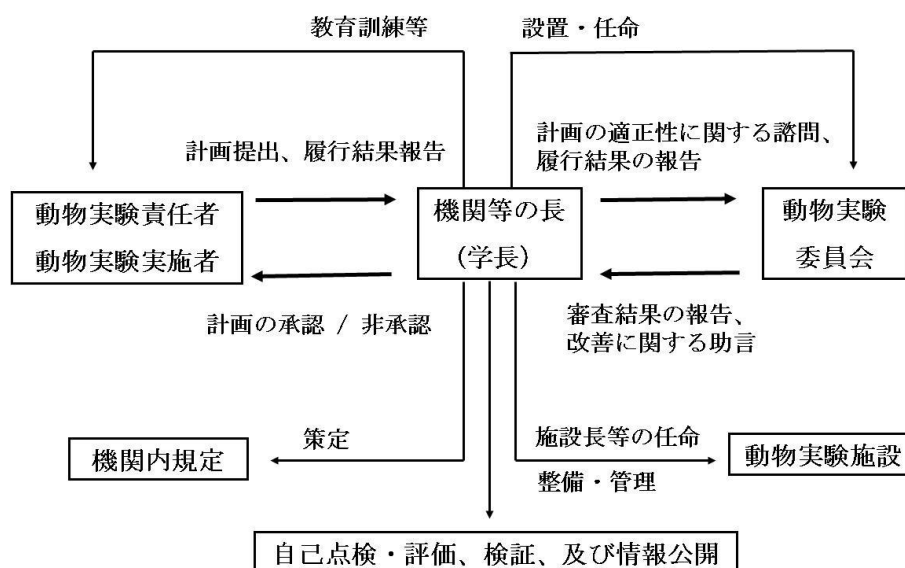 教育訓練等
設置・任命
計画提出、履行結果報告
計画の適正性に関する諮問、
履行結果の報告
動物実験責任者
動物実験実施者
機関等の長
(学長)
動物実験
委員会
計画の承認 / 非承認
審査結果の報告、
改善に関する助言
策定
機関内規定
施設長等の任命
整備・管理
動物実験施設
自己点検・評価、検証、及び情報公開